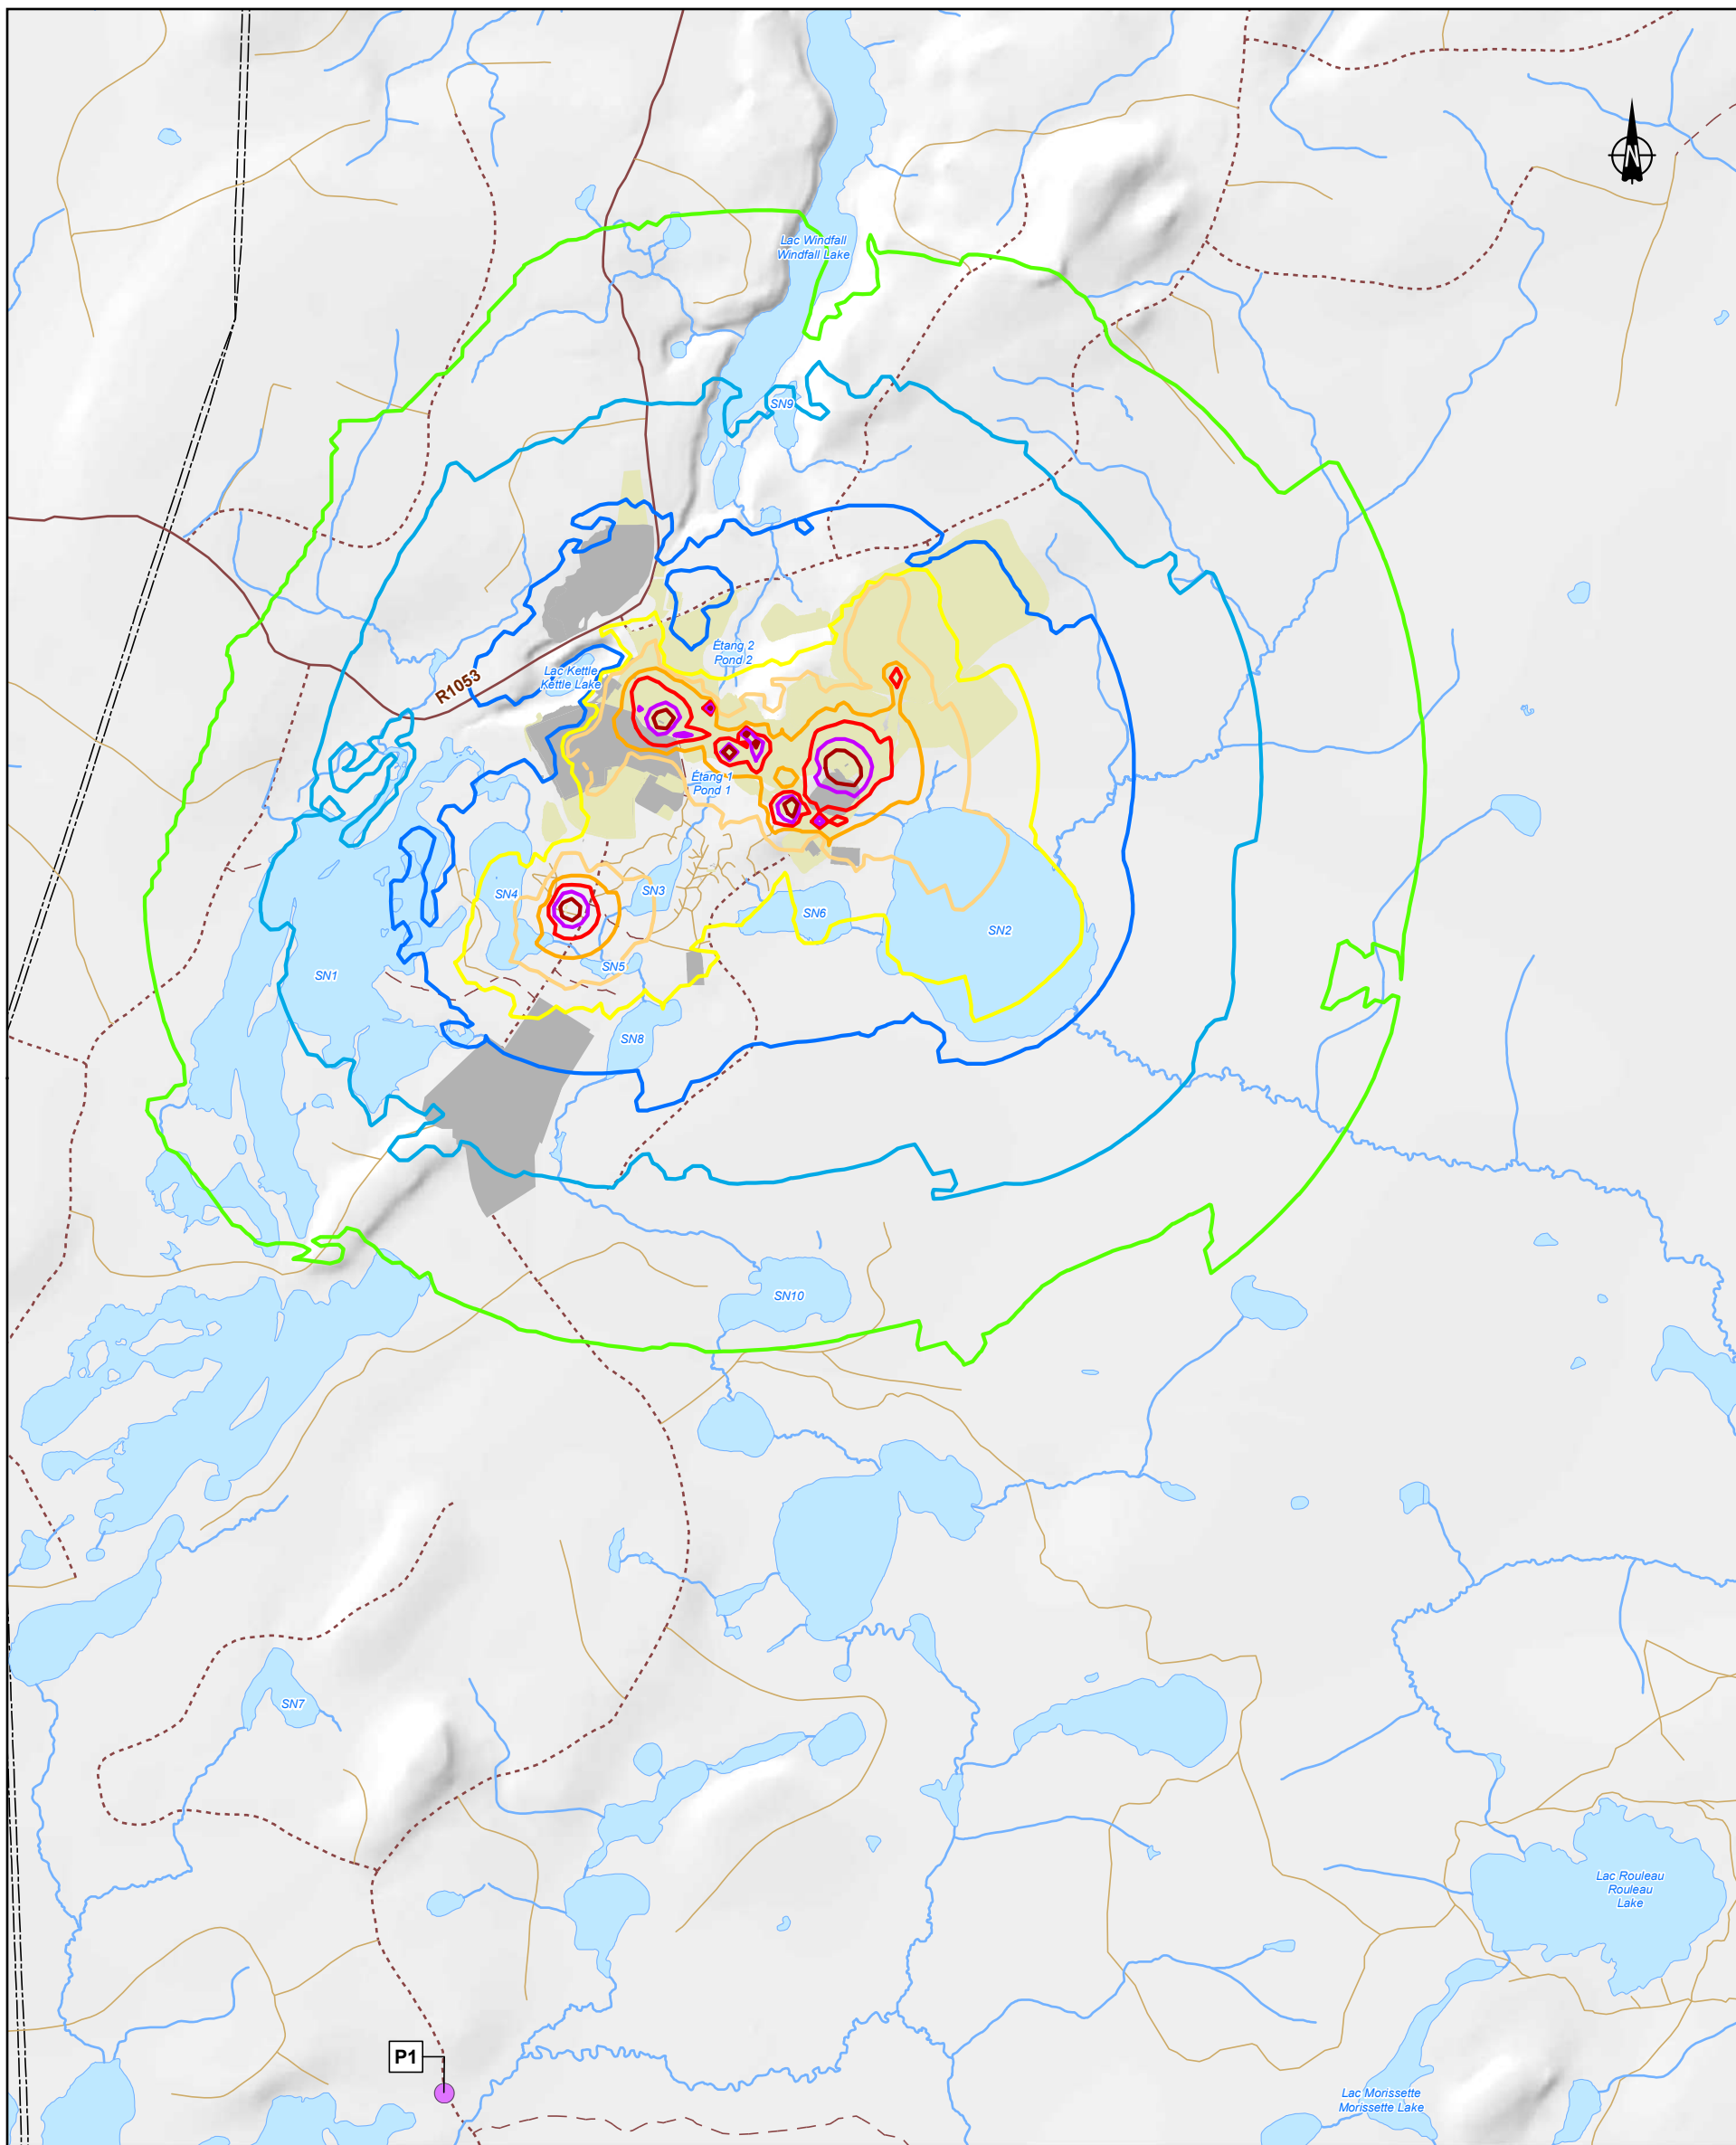 N
Lac Windfall
Windfall Lake
SN9
Étang 2
Pond 2
Lac Kettle
Kettle Lake
R1053
Étang 1
Pond 1
SN4
SN3
SN6
SN2
SN5
SN1
SN8
SN10
SN7
Lac Rouleau
Rouleau
Lake
P1
Lac Morissette
Morissette Lake